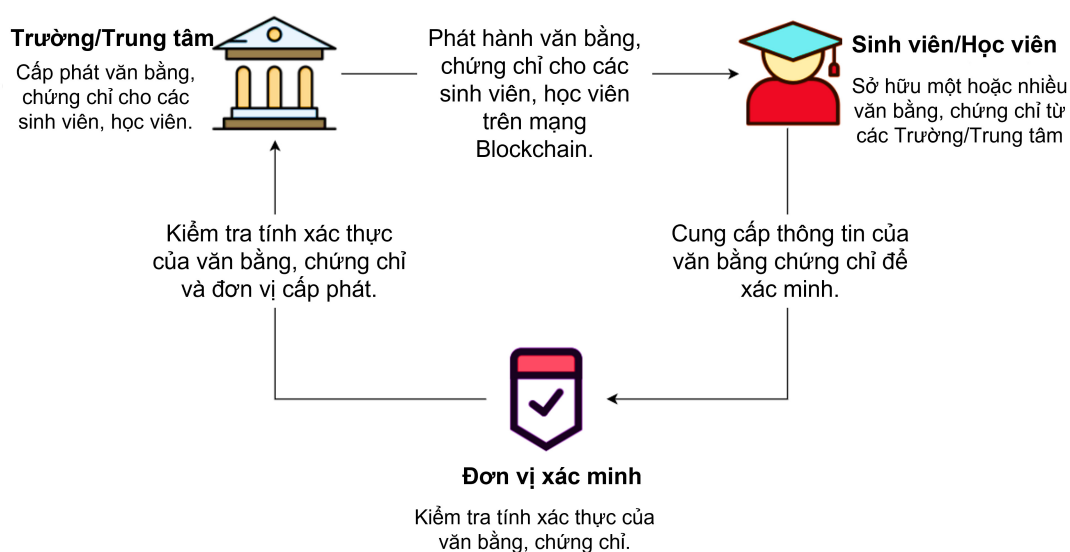 Trường/Trung tâm
Cấp phát văn bằng,
chứng chỉ cho các
sinh viên, học viên.
Phát hành văn bằng,
chứng chỉ cho các
sinh viên, học viên
trên mạng
Blockchain.
Sinh viên/Học viên
Sở hữu một hoặc nhiều
văn bằng, chứng chỉ từ
các Trường/Trung tâm
Kiểm tra tính xác thực
của văn bằng, chứng chỉ
và đơn vị cấp phát.
Cung cấp thông tin của
văn bằng chứng chỉ để
xác minh.
Đơn vị xác minh
Kiểm tra tính xác thực của
văn bằng, chứng chỉ.